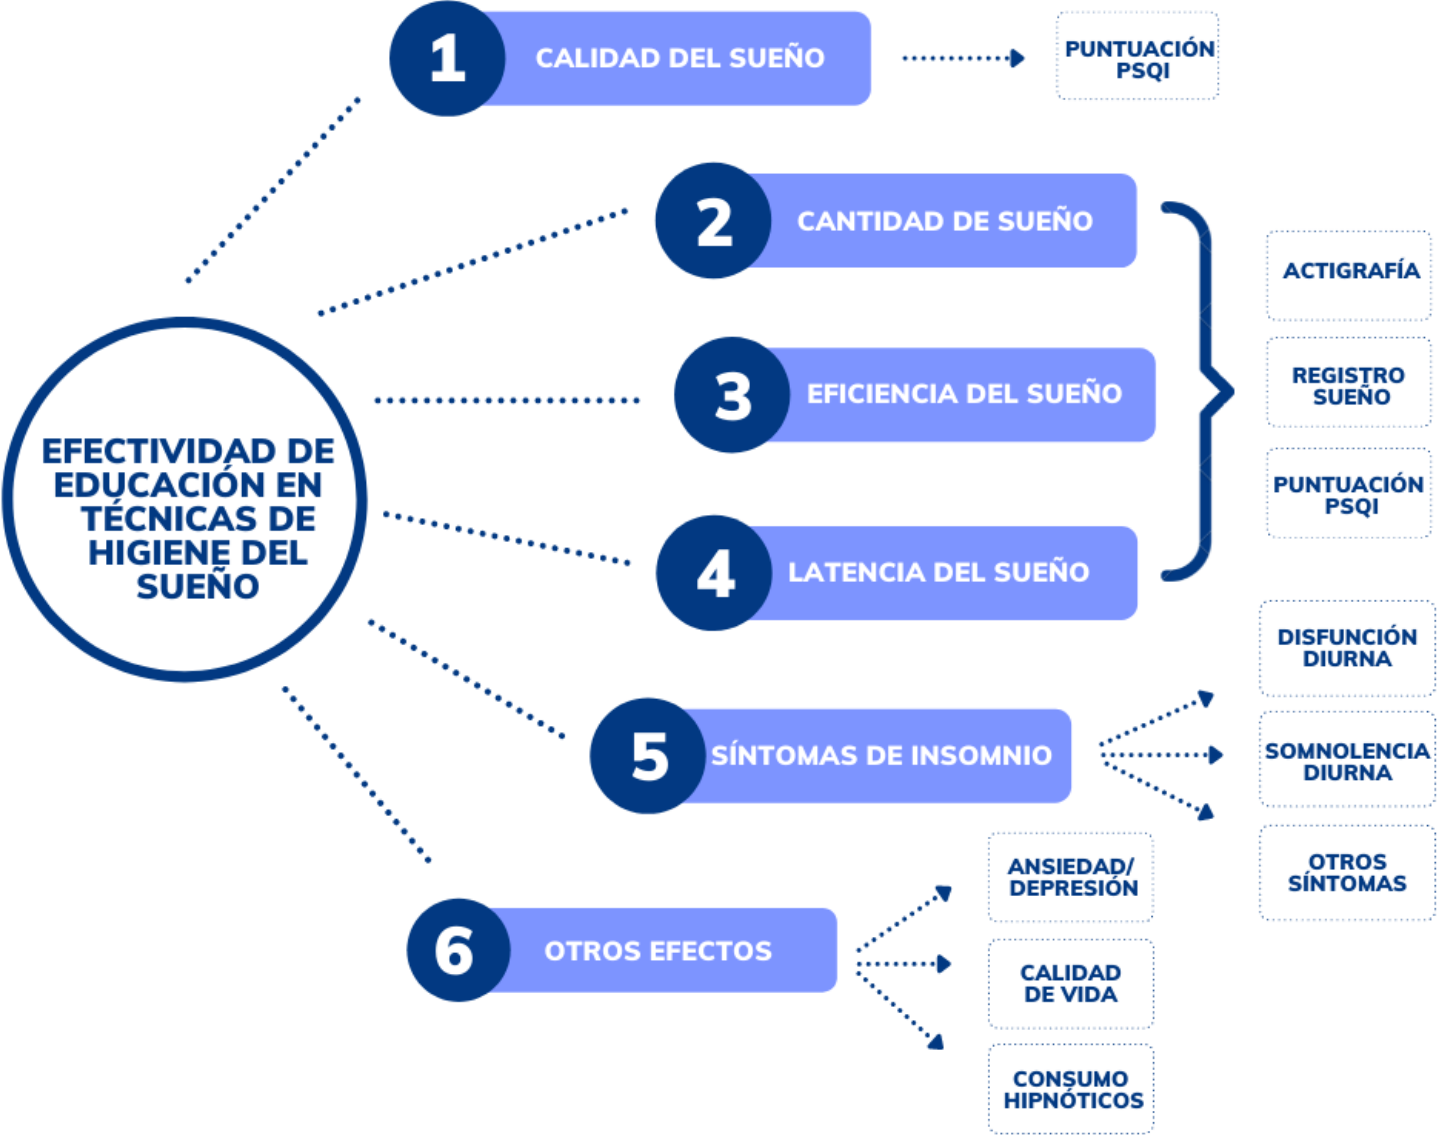 1
CALIDAD DEL SUEÑO
PUNTUACIÓN
PSQI
2
CANTIDAD DE SUEÑO
3
EFICIENCIA DEL SUEÑO
4
LATENCIA DEL SUEÑO
ACTIGRAFÍA
REGISTRO
SUEÑO
PUNTUACIÓN
PSQI
EFECTIVIDAD DE
EDUCACIÓN EN
TÉCNICAS DE
HIGIENE DEL
SUEÑO
5
SÍNTOMAS DE INSOMNIO
DISFUNCIÓN
DIURNA
SOMNOLENCIA
DIURNA
OTROS
SÍNTOMAS
6
OTROS EFECTOS
ANSIEDAD/
DEPRESIÓN
CALIDAD
DE VIDA
CONSUMO
HIPNÓTICOS